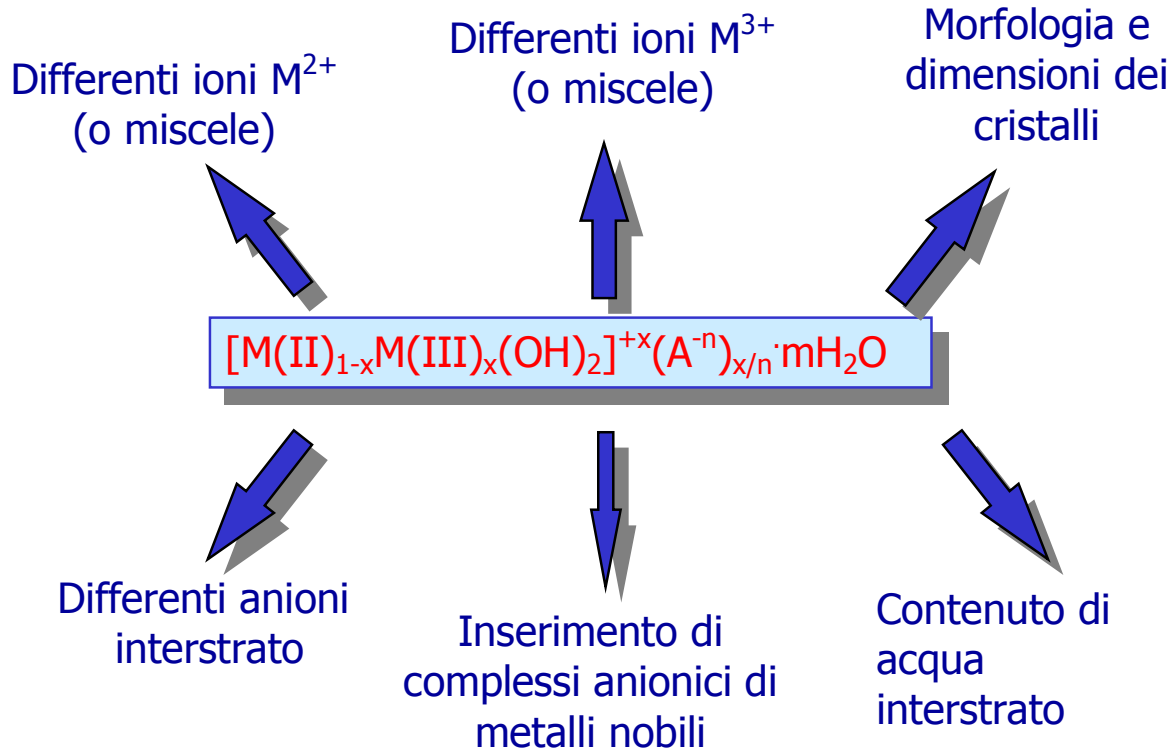 Differenti ioni M²⁺
(o miscele)
Differenti ioni M³⁺
(o miscele)
Morfologia e
dimensioni dei
cristalli
[M(II)₁₋ₓM(III)ₓ(OH)₂]⁺ˣ(A⁻ⁿ)ₓ/ₙ·mH₂O
Differenti anioni
interstrato
Inserimento di
complessi anionici di
metalli nobili
Contenuto di
acqua
interstrato